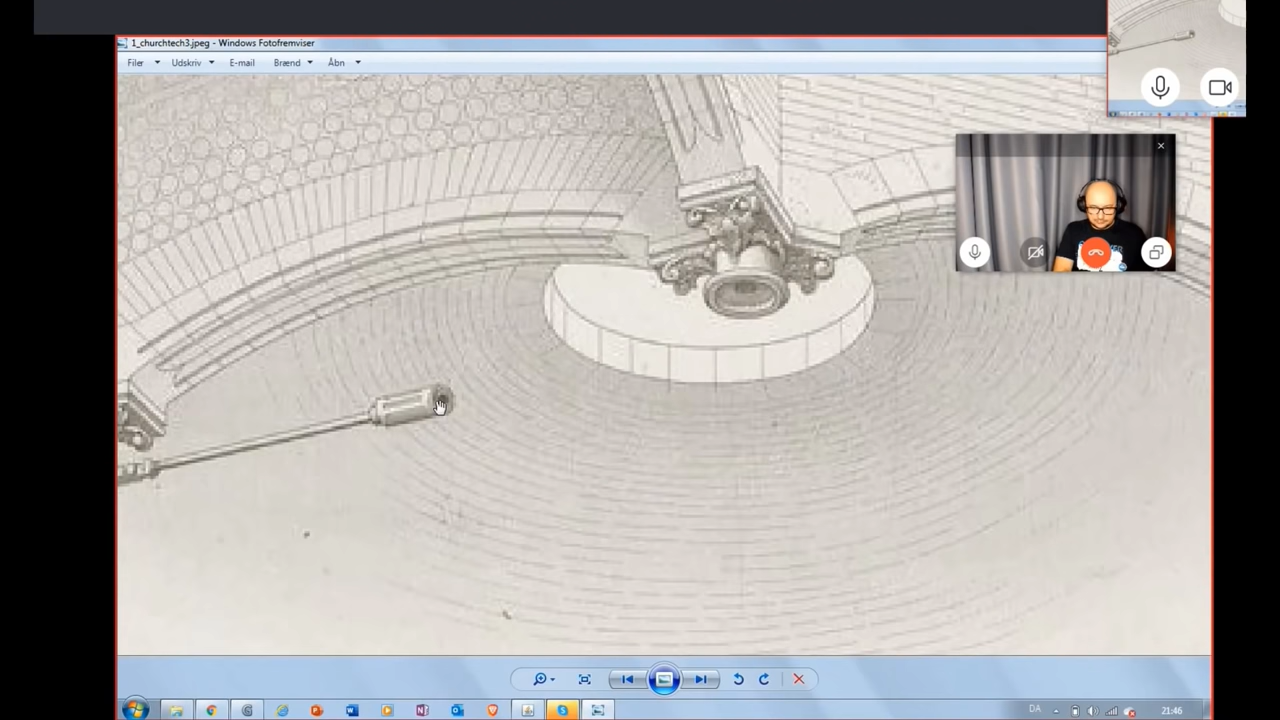 1_churchtech3.jpeg - Windows Fotofremviser
Filer Udskriv E-mail Brænd Åbn
DA 21:46